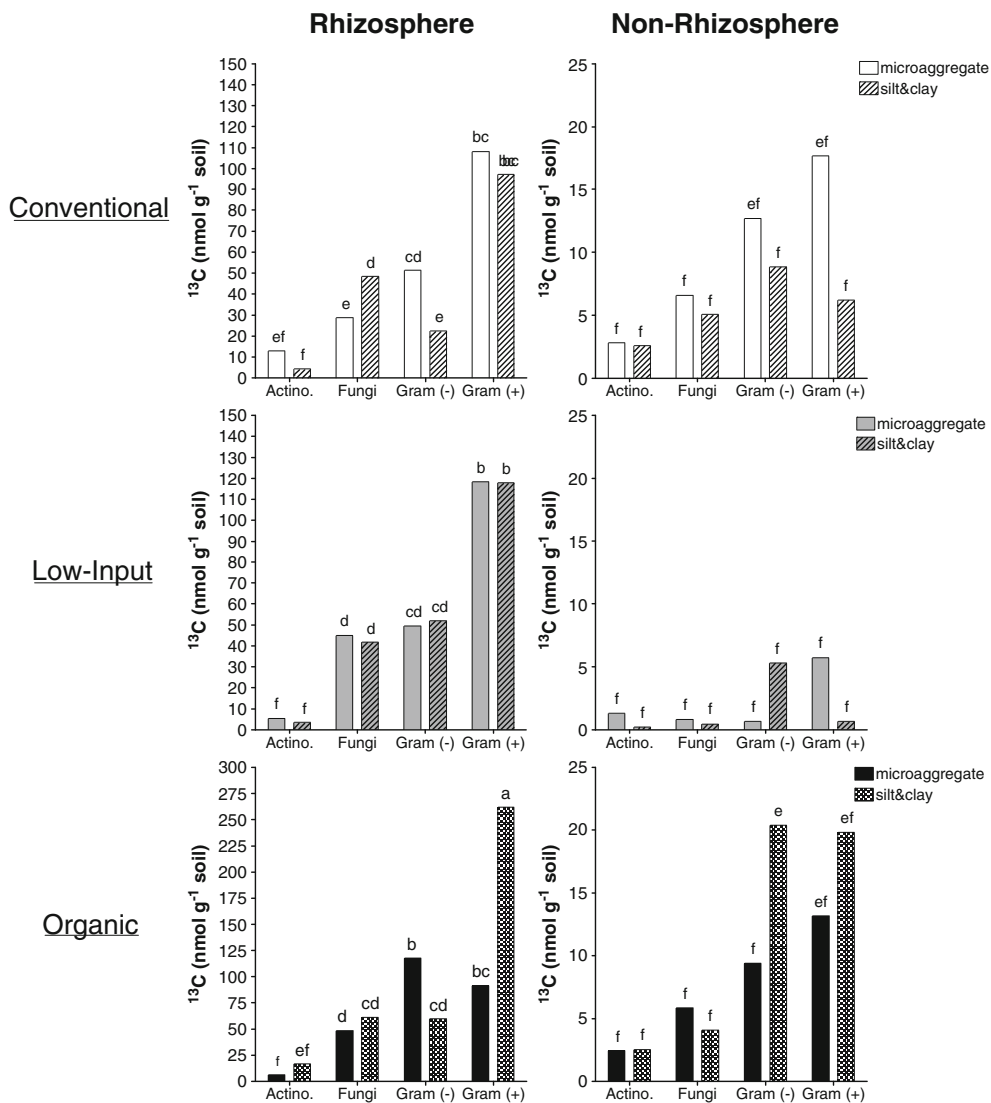 Rhizosphere Non-Rhizosphere
Conventional
¹³C (nmol g⁻¹ soil)
150
140
130
120
110
100
90
80
70
60
50
40
30
20
10
0
ef f e d cd e bc bc
Actino. Fungi Gram (-) Gram (+)
¹³C (nmol g⁻¹ soil)
25
20
15
10
5
0
f f f f ef f ef f
Actino. Fungi Gram (-) Gram (+)
microaggregate
silt&clay
Low-Input
¹³C (nmol g⁻¹ soil)
150
140
130
120
110
100
90
80
70
60
50
40
30
20
10
0
f f d d cd cd b b
Actino. Fungi Gram (-) Gram (+)
¹³C (nmol g⁻¹ soil)
25
20
15
10
5
0
f f f f f f f f
Actino. Fungi Gram (-) Gram (+)
microaggregate
silt&clay
Organic
¹³C (nmol g⁻¹ soil)
300
275
250
225
200
175
150
125
100
75
50
25
0
f ef d cd b cd bc a
Actino. Fungi Gram (-) Gram (+)
¹³C (nmol g⁻¹ soil)
25
20
15
10
5
0
f f f f f e ef ef
Actino. Fungi Gram (-) Gram (+)
microaggregate
silt&clay